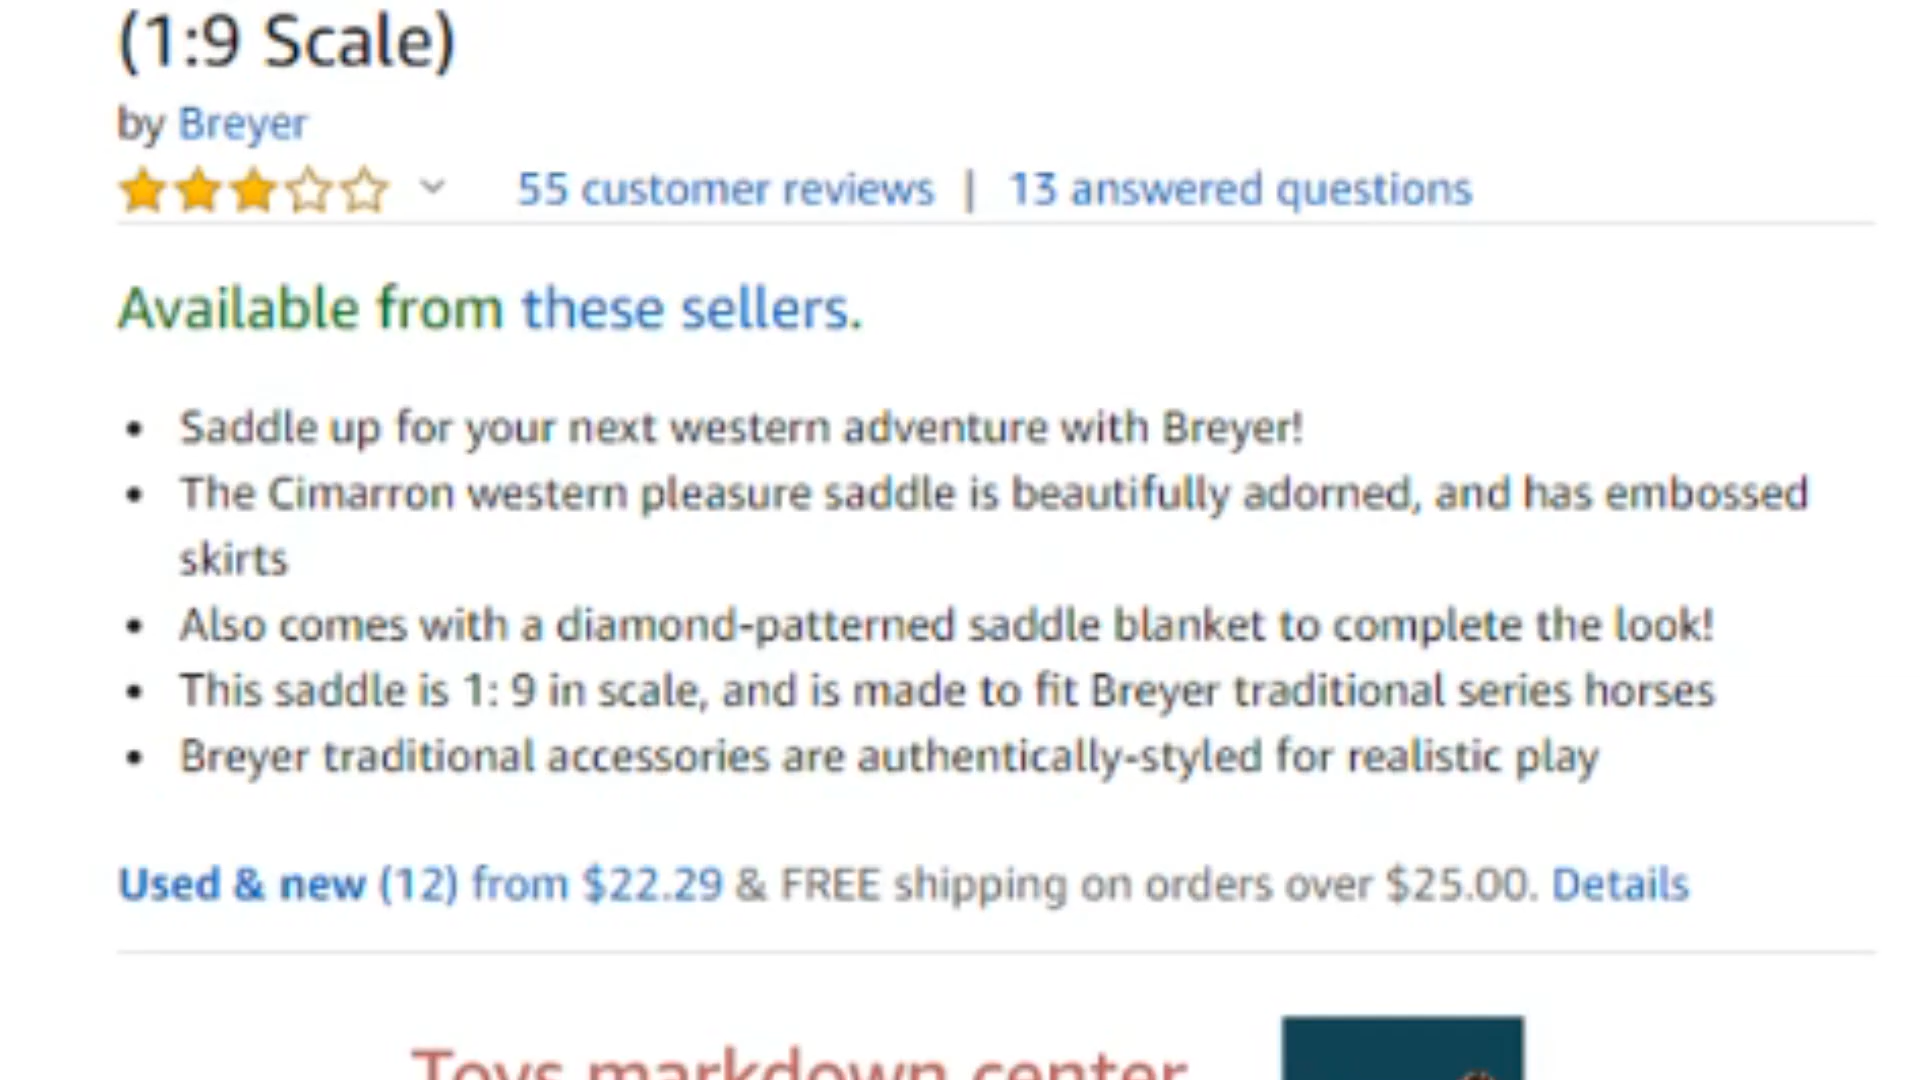 (1:9 Scale)
by Breyer
55 customer reviews | 13 answered questions
Available from these sellers.
• Saddle up for your next western adventure with Breyer!
• The Cimarron western pleasure saddle is beautifully adorned, and has embossed
skirts
• Also comes with a diamond-patterned saddle blanket to complete the look!
• This saddle is 1: 9 in scale, and is made to fit Breyer traditional series horses
• Breyer traditional accessories are authentically-styled for realistic play
Used & new (12) from $22.29 & FREE shipping on orders over $25.00. Details
Toys markdown center